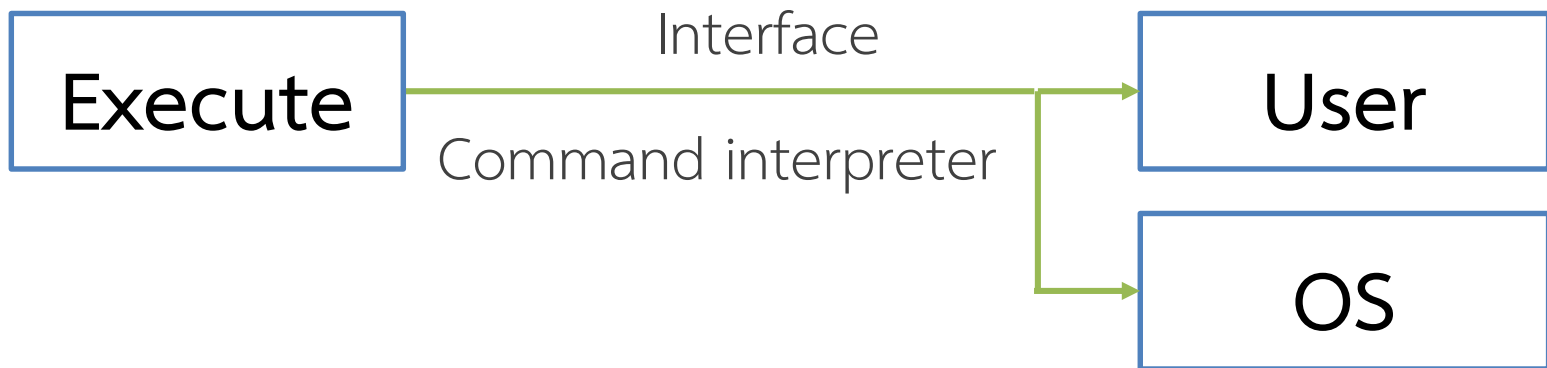 Execute
Interface
Command interpreter
User
OS